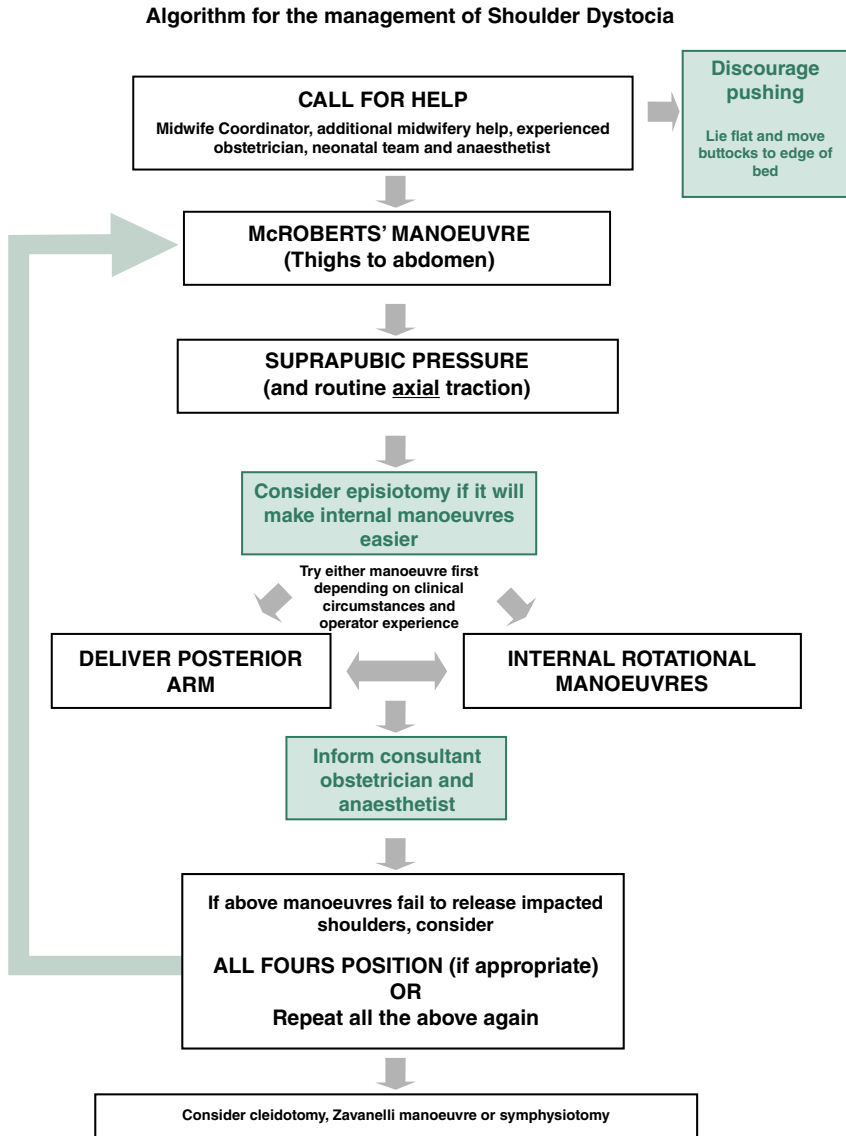 Algorithm for the management of Shoulder Dystocia
CALL FOR HELP
Midwife Coordinator, additional midwifery help, experienced
obstetrician, neonatal team and anaesthetist
Discourage
pushing
Lie flat and move
buttocks to edge of
bed
McROBERTS’ MANOEUVRE
(Thighs to abdomen)
SUPRAPUBIC PRESSURE
(and routine axial traction)
Consider episiotomy if it will
make internal manoeuvres
easier
Try either manoeuvre first
depending on clinical
circumstances and
operator experience
DELIVER POSTERIOR
ARM
INTERNAL ROTATIONAL
MANOEUVRES
Inform consultant
obstetrician and
anaesthetist
If above manoeuvres fail to release impacted
shoulders, consider
ALL FOURS POSITION (if appropriate)
OR
Repeat all the above again
Consider cleidotomy, Zavanelli manoeuvre or symphysiotomy